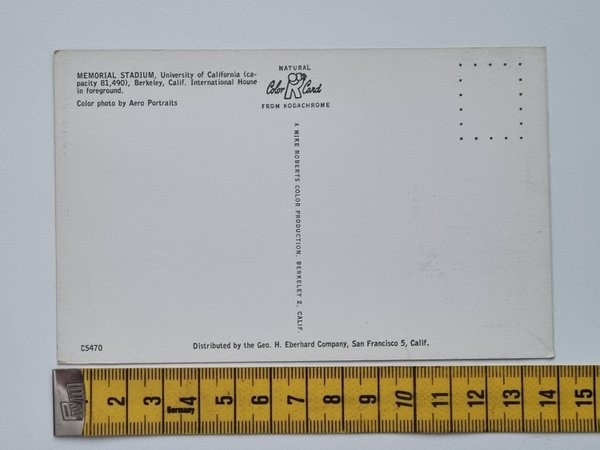 MEMORIAL STADIUM, University of California (ca-
pacity 81,490), Berkeley, Calif. International House
in foreground.
Color photo by Aero Portraits
NATURAL
Color Card
FROM KODACHROME
A MIKE ROBERTS COLOR PRODUCTION, BERKELEY 2, CALIF.
C5470
Distributed by the Geo. H. Eberhard Company, San Francisco 5, Calif.
2 3 4 5 6 7 8 9 10 11 12 13 14 15
Germany